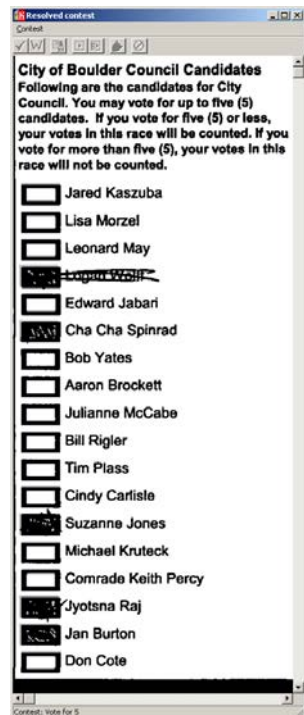 Resolved contest
Contest
City of Boulder Council Candidates
Following are the candidates for City
Council. You may vote for up to five (5)
candidates. If you vote for five (5) or less,
your votes in this race will be counted. If you
vote for more than five (5), your votes in this
race will not be counted.
Jared Kaszuba
Lisa Morzel
Leonard May
Logan Wolff
Edward Jabari
Cha Cha Spinrad
Bob Yates
Aaron Brockett
Julianne McCabe
Bill Rigler
Tim Plass
Cindy Carlisle
Suzanne Jones
Michael Kruteck
Comrade Keith Percy
Jyotsna Raj
Jan Burton
Don Cote
Contest: Vote for 5